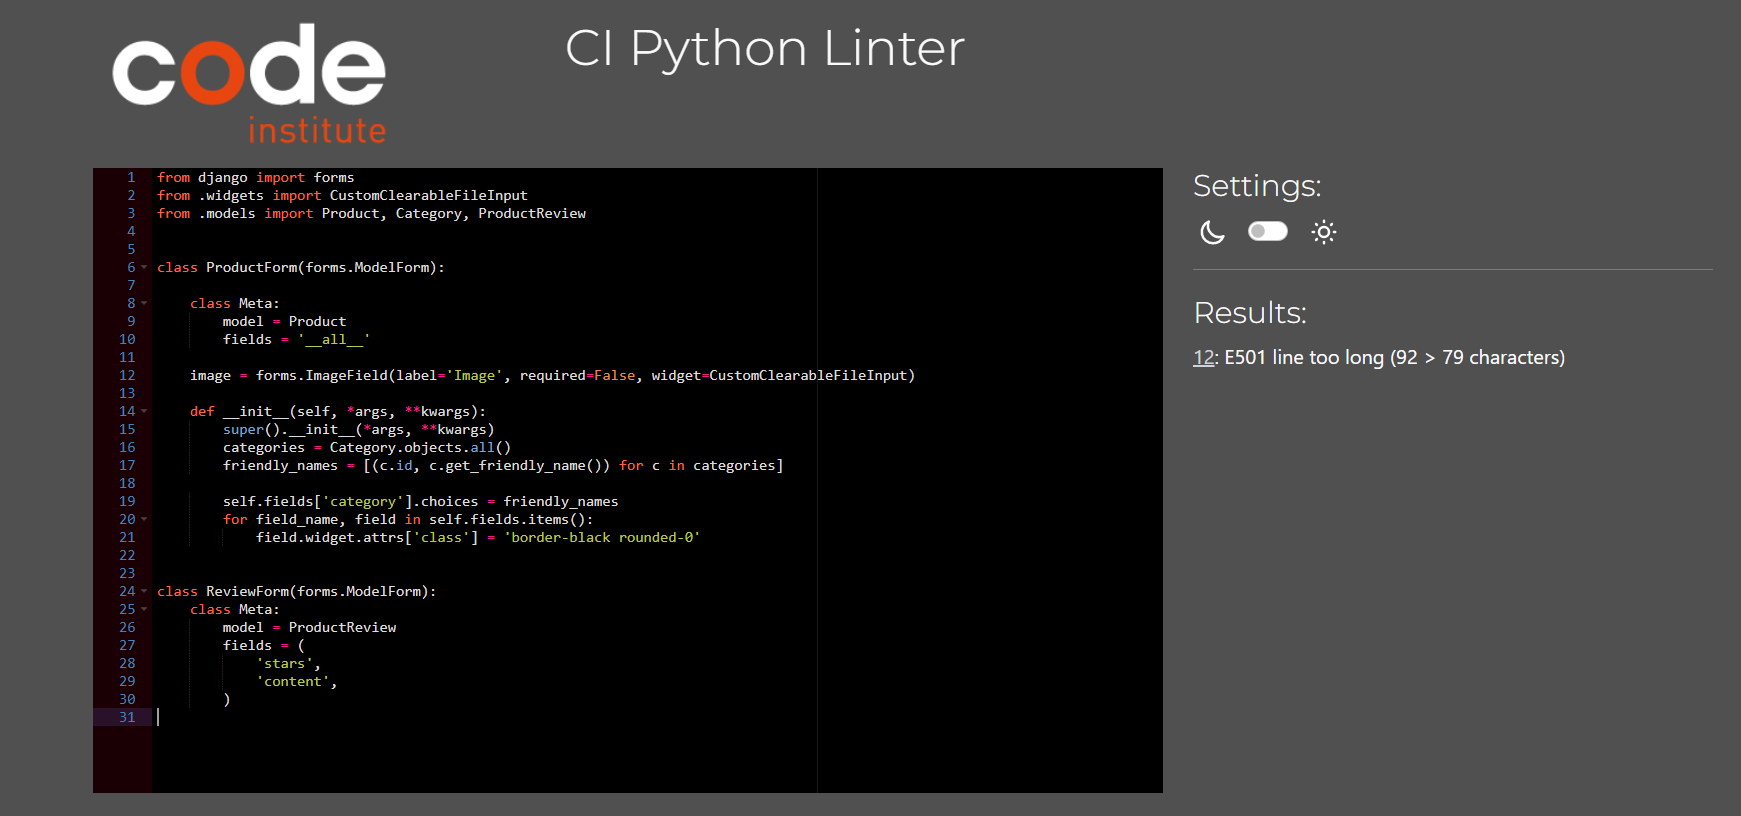 code
institute
CI Python Linter
1 from django import forms
2 from .widgets import CustomClearableFileInput
3 from .models import Product, Category, ProductReview
4
5
6 class ProductForm(forms.ModelForm):
7
8     class Meta:
9         model = Product
10         fields = '__all__'
11
12     image = forms.ImageField(label='Image', required=False, widget=CustomClearableFileInput)
13
14     def __init__(self, *args, **kwargs):
15         super().__init__(*args, **kwargs)
16         categories = Category.objects.all()
17         friendly_names = [(c.id, c.get_friendly_name()) for c in categories]
18
19         self.fields['category'].choices = friendly_names
20         for field_name, field in self.fields.items():
21             field.widget.attrs['class'] = 'border-black rounded-0'
22
23
24 class ReviewForm(forms.ModelForm):
25     class Meta:
26         model = ProductReview
27         fields = (
28             'stars',
29             'content',
30         )
31
Settings:
Results:
12: E501 line too long (92 > 79 characters)